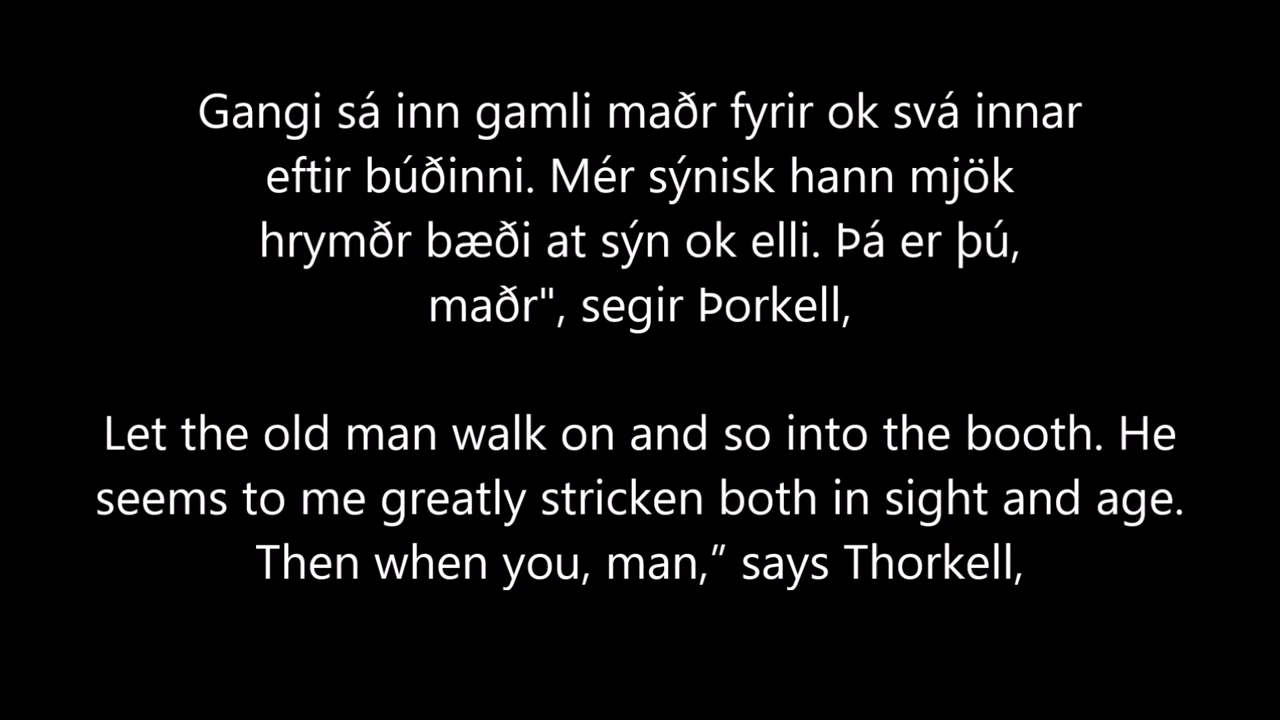 Gangi sá inn gamli maðr fyrir ok svá innar
eftir búðinni. Mér sýnisk hann mjök
hrymðr bæði at sýn ok elli. Þá er þú,
maðr", segir Þorkell,
Let the old man walk on and so into the booth. He
seems to me greatly stricken both in sight and age.
Then when you, man,” says Thorkell,